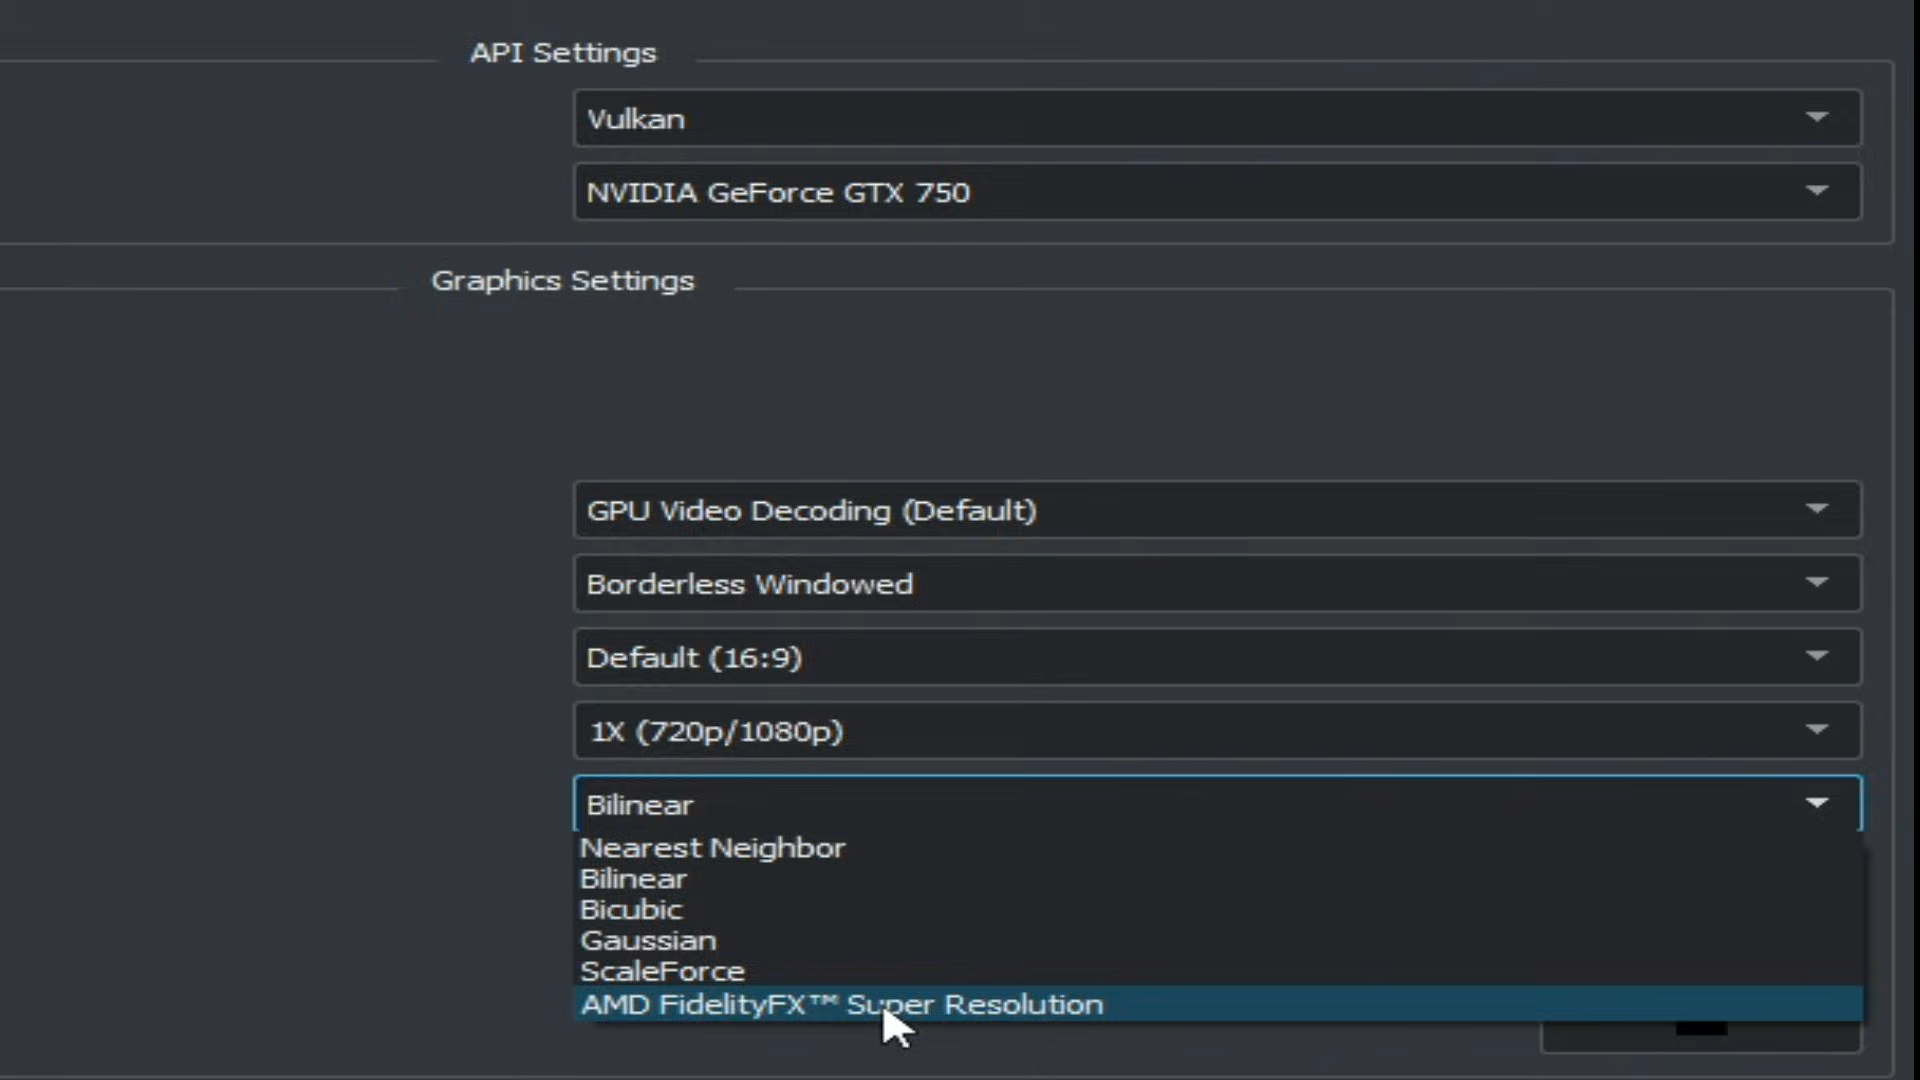 API Settings
Vulkan
NVIDIA GeForce GTX 750
Graphics Settings
GPU Video Decoding (Default)
Borderless Windowed
Default (16:9)
1X (720p/1080p)
Bilinear
Nearest Neighbor
Bilinear
Bicubic
Gaussian
ScaleForce
AMD FidelityFX™ Super Resolution